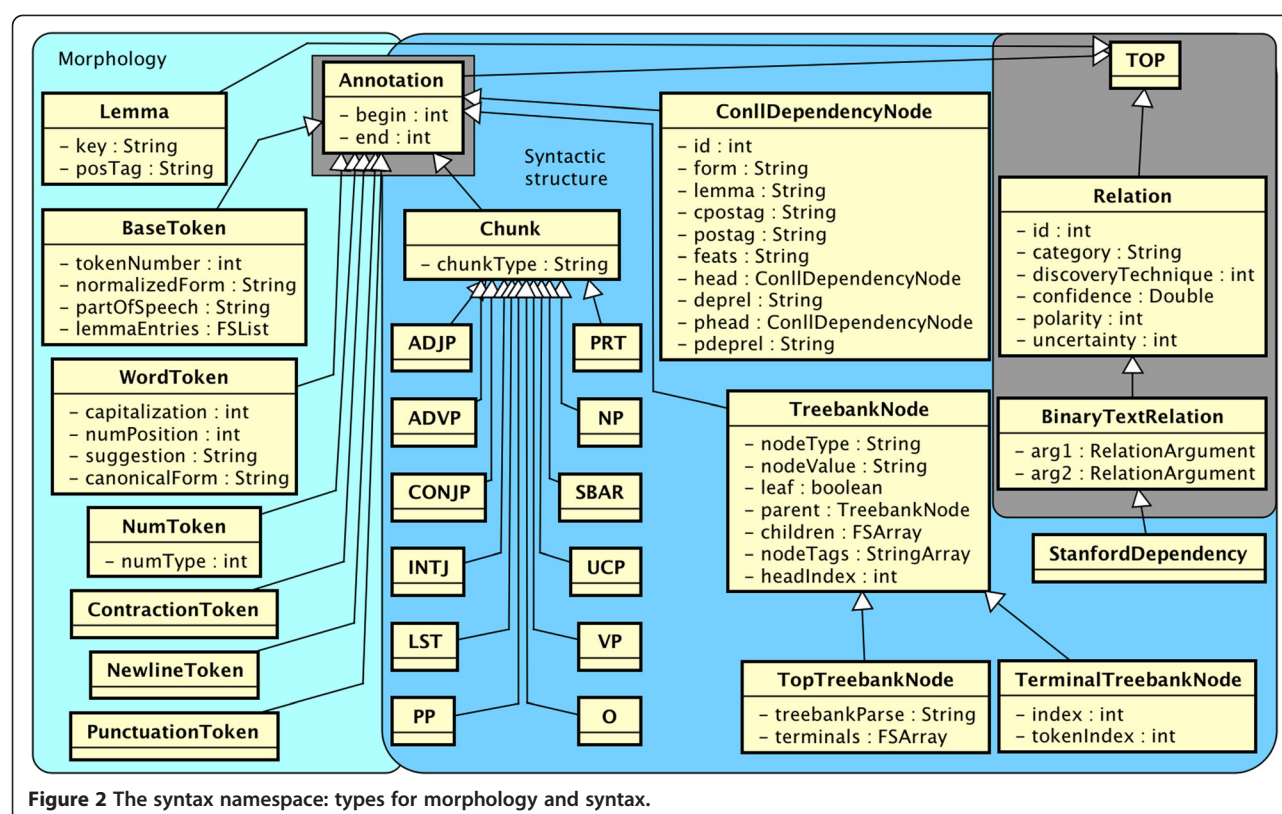 Morphology
Lemma
– key : String
– posTag : String
BaseToken
– tokenNumber : int
– normalizedForm : String
– partOfSpeech : String
– lemmaEntries : FSList
WordToken
– capitalization : int
– numPosition : int
– suggestion : String
– canonicalForm : String
NumToken
– numType : int
ContractionToken
NewlineToken
PunctuationToken
Annotation
– begin : int
– end : int
Syntactic
structure
Chunk
– chunkType : String
ADJP
PRT
ADVP
NP
CONJP
SBAR
INTJ
UCP
LST
VP
PP
O
ConllDependencyNode
– id : int
– form : String
– lemma : String
– cpostag : String
– postag : String
– feats : String
– head : ConllDependencyNode
– deprel : String
– phead : ConllDependencyNode
– pdeprel : String
TreebankNode
– nodeType : String
– nodeValue : String
– leaf : boolean
– parent : TreebankNode
– children : FSArray
– nodeTags : StringArray
– headIndex : int
TopTreebankNode
– treebankParse : String
– terminals : FSArray
TerminalTreebankNode
– index : int
– tokenIndex : int
TOP
Relation
– id : int
– category : String
– discoveryTechnique : int
– confidence : Double
– polarity : int
– uncertainty : int
BinaryTextRelation
– arg1 : RelationArgument
– arg2 : RelationArgument
StanfordDependency
Figure 2 The syntax namespace: types for morphology and syntax.